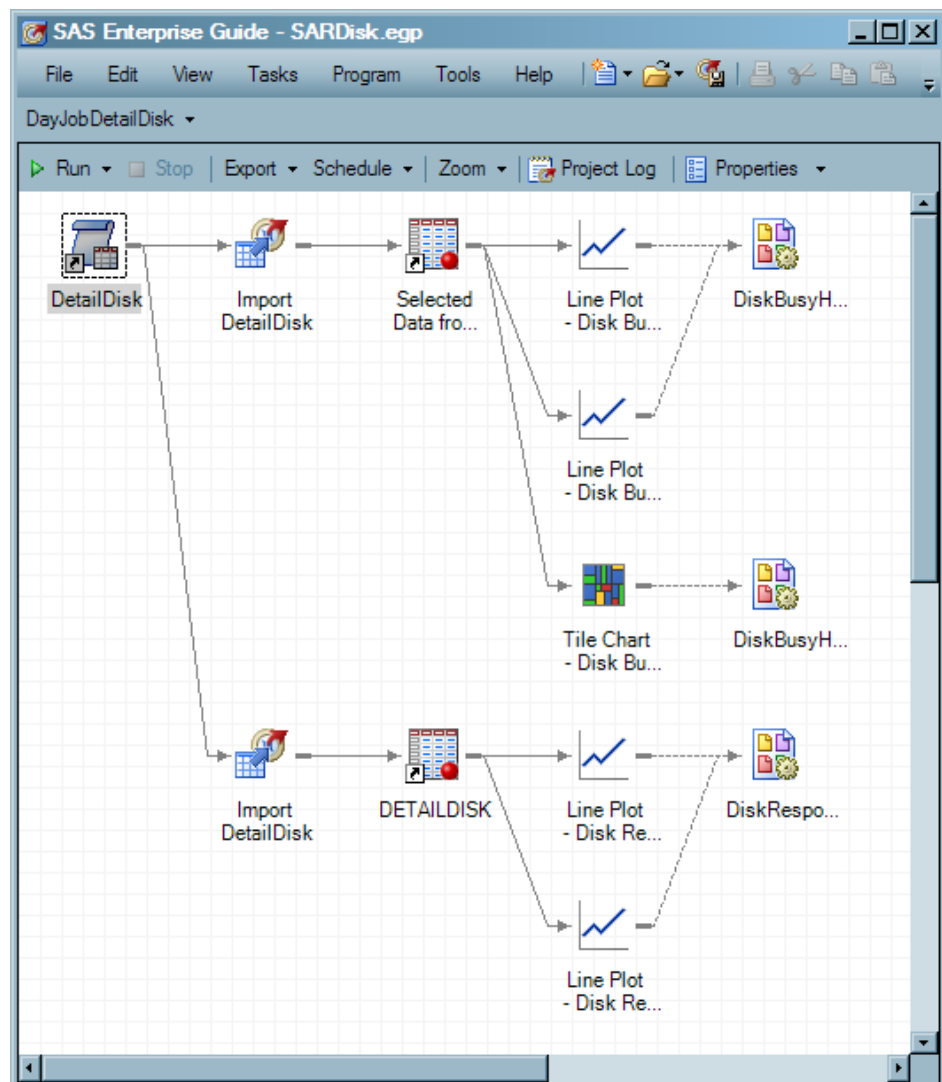 SAS Enterprise Guide - SARDisk.egp
File Edit View Tasks Program Tools Help
DayJobDetailDisk
Run Stop Export Schedule Zoom Project Log Properties
DetailDisk
Import
DetailDisk
Selected
Data fro...
Line Plot
- Disk Bu...
DiskBusyH...
Line Plot
- Disk Bu...
Tile Chart
- Disk Bu...
DiskBusyH...
Import
DetailDisk
DETAILDISK
Line Plot
- Disk Re...
DiskRespo...
Line Plot
- Disk Re...